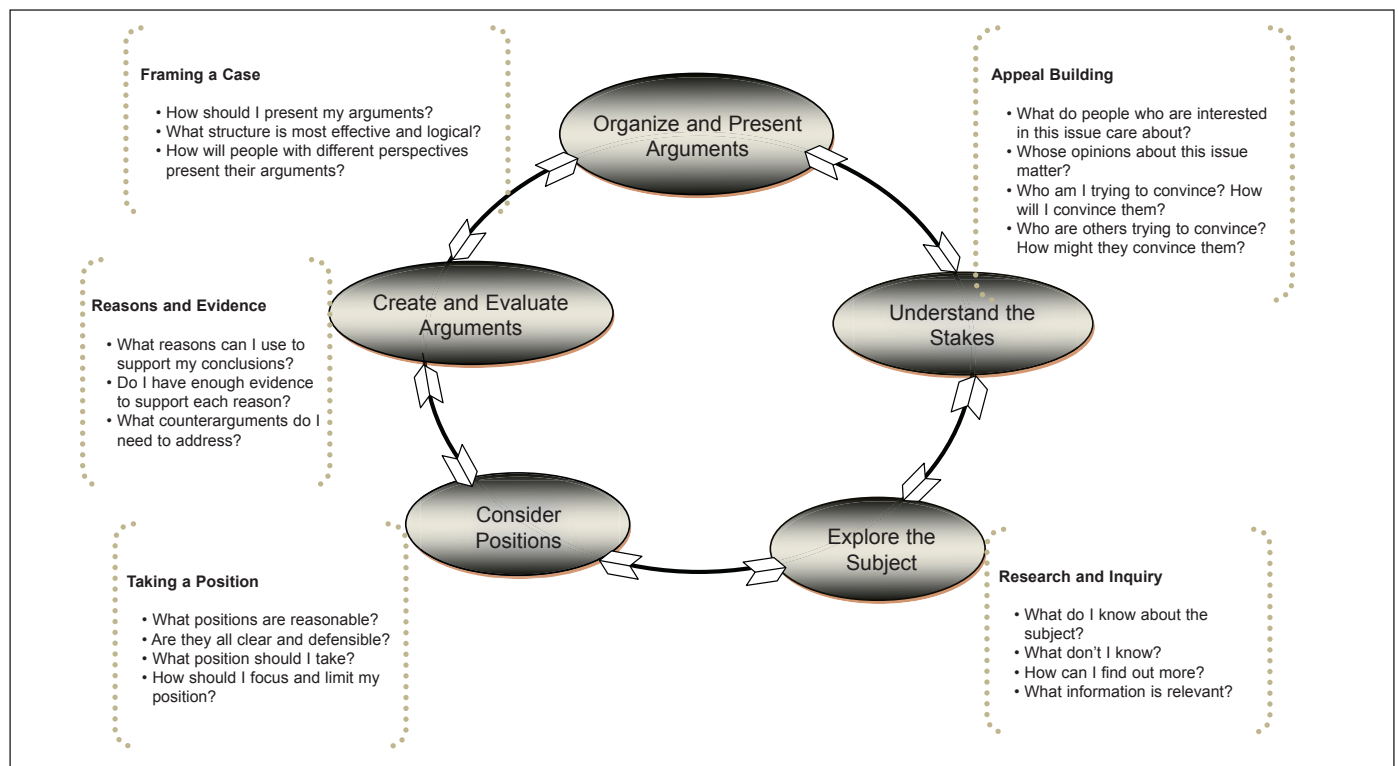 Framing a Case
• How should I present my arguments?
• What structure is most effective and logical?
• How will people with different perspectives
present their arguments?
Organize and Present
Arguments
Appeal Building
• What do people who are interested
in this issue care about?
• Whose opinions about this issue
matter?
• Who am I trying to convince? How
will I convince them?
• Who are others trying to convince?
How might they convince them?
Reasons and Evidence
• What reasons can I use to
support my conclusions?
• Do I have enough evidence
to support each reason?
• What counterarguments do I
need to address?
Create and Evaluate
Arguments
Understand the
Stakes
Taking a Position
• What positions are reasonable?
• Are they all clear and defensible?
• What position should I take?
• How should I focus and limit my
position?
Consider
Positions
Explore the
Subject
Research and Inquiry
• What do I know about the
subject?
• What don't I know?
• How can I find out more?
• What information is relevant?